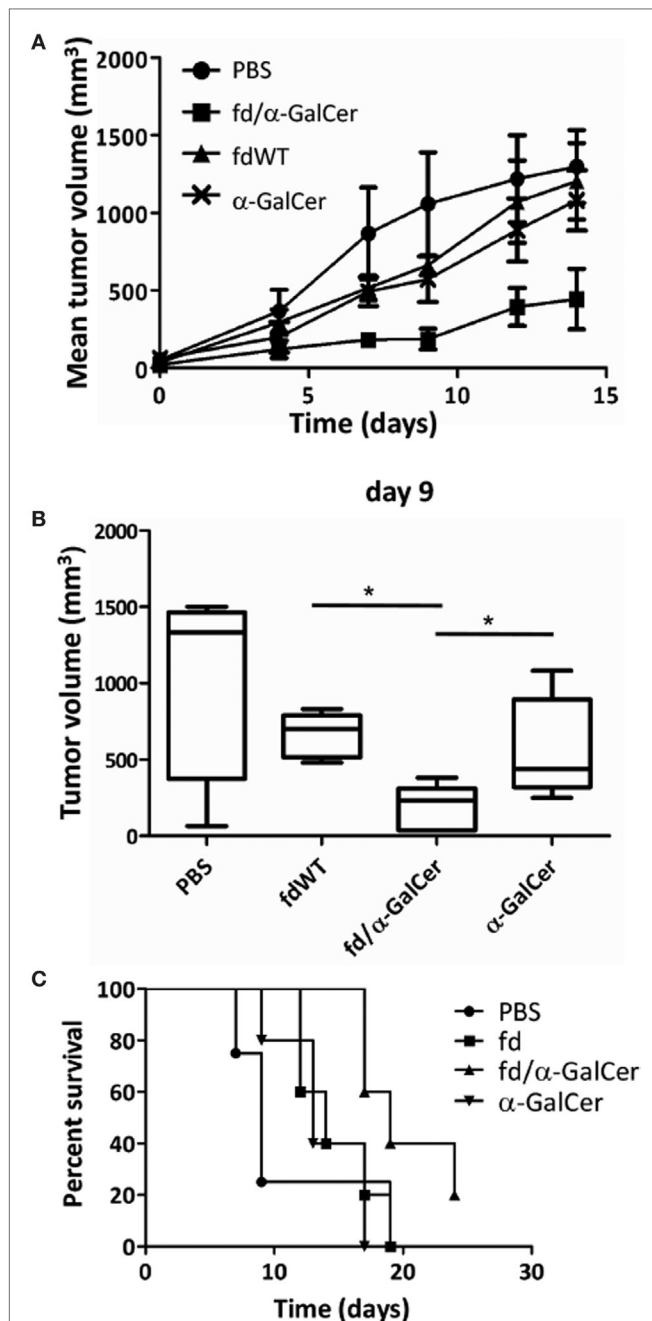 A
Mean tumor volume (mm³)
2000
1500
1000
500
0
PBS
fd/α-GalCer
fdWT
α-GalCer
0
5
10
15
Time (days)
day 9
B
Tumor volume (mm³)
2000
1500
1000
500
0
*
*
PBS
fdWT
fd/α-GalCer
α-GalCer
C
Percent survival
100
80
60
40
20
0
PBS
fd
fd/α-GalCer
α-GalCer
0
10
20
30
Time (days)